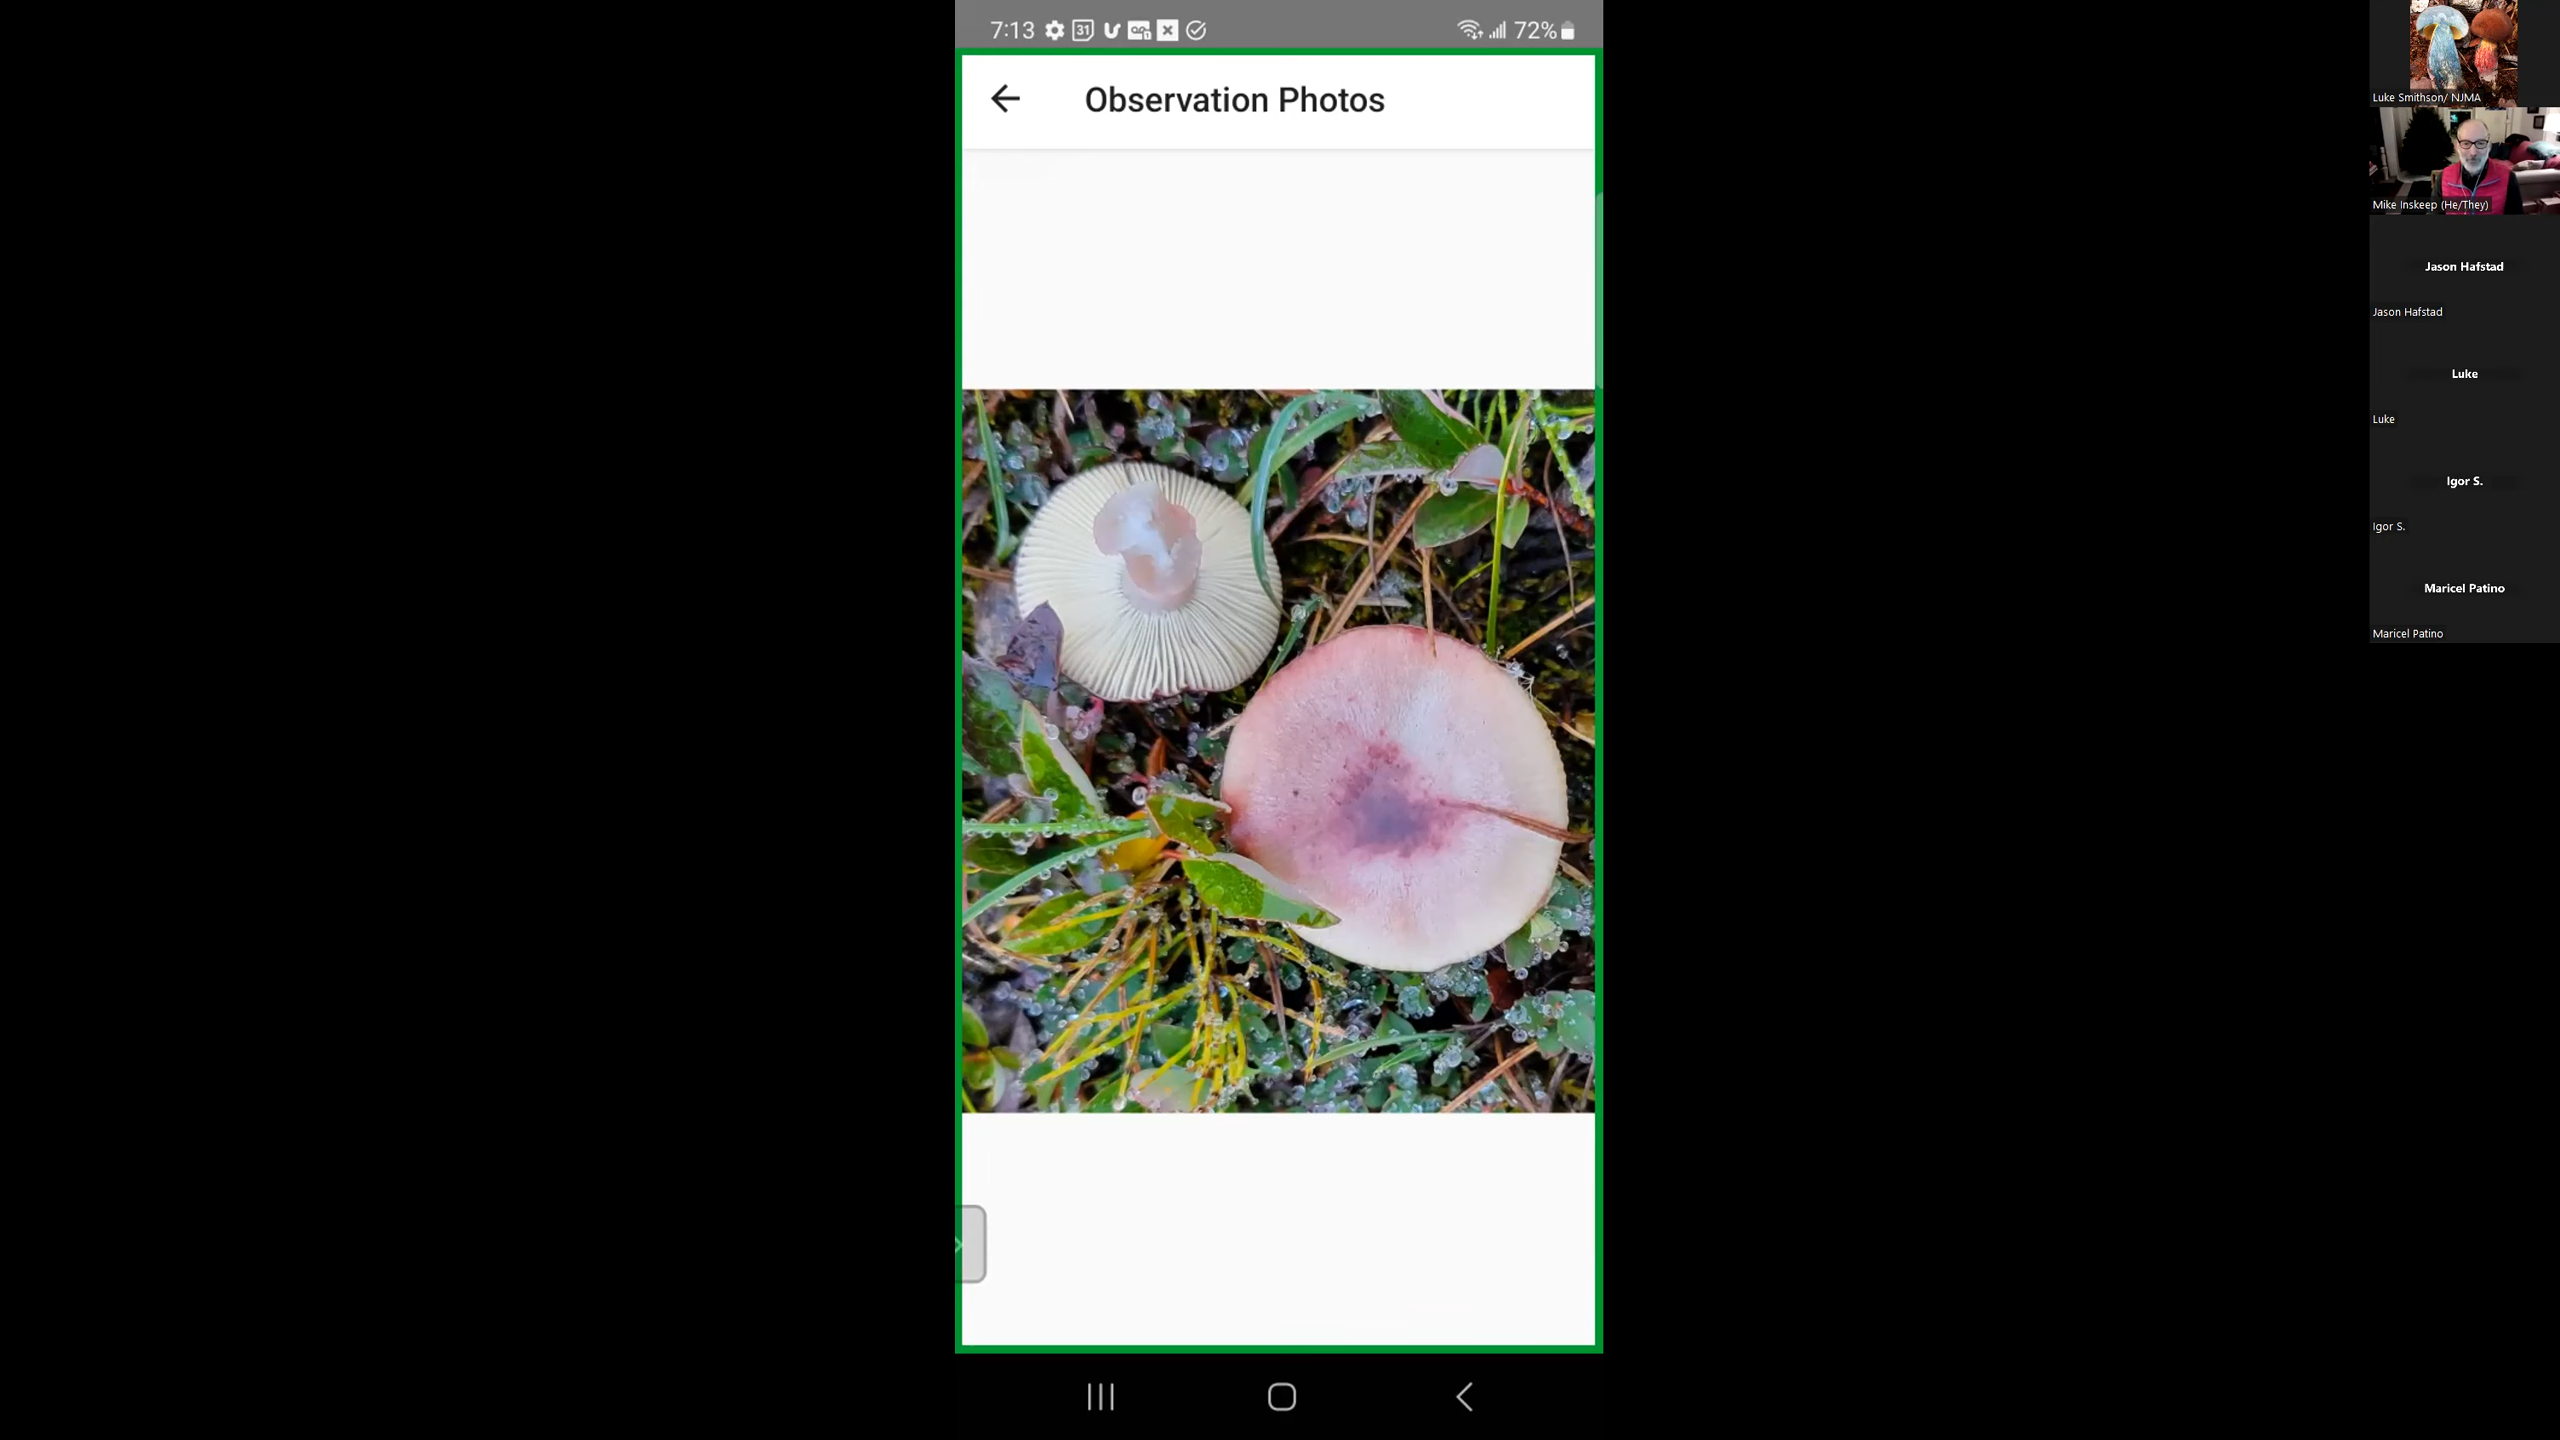 7:13 31 72%
Observation Photos
Luke Smithson/ NJMA
Mike Inskeep (He/They)
Jason Hafstad
Jason Hafstad
Luke
Luke
Igor S.
Igor S.
Maricel Patino
Maricel Patino